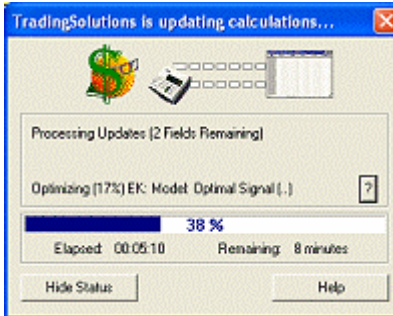 TradingSolutions is updating calculations...
Processing Updates (2 Fields Remaining)
Optimizing (17%) EK: Model: Optimal Signal (..)
?
38 %
Elapsed: 00:05:10 Remaining: 8 minutes
Hide Status Help